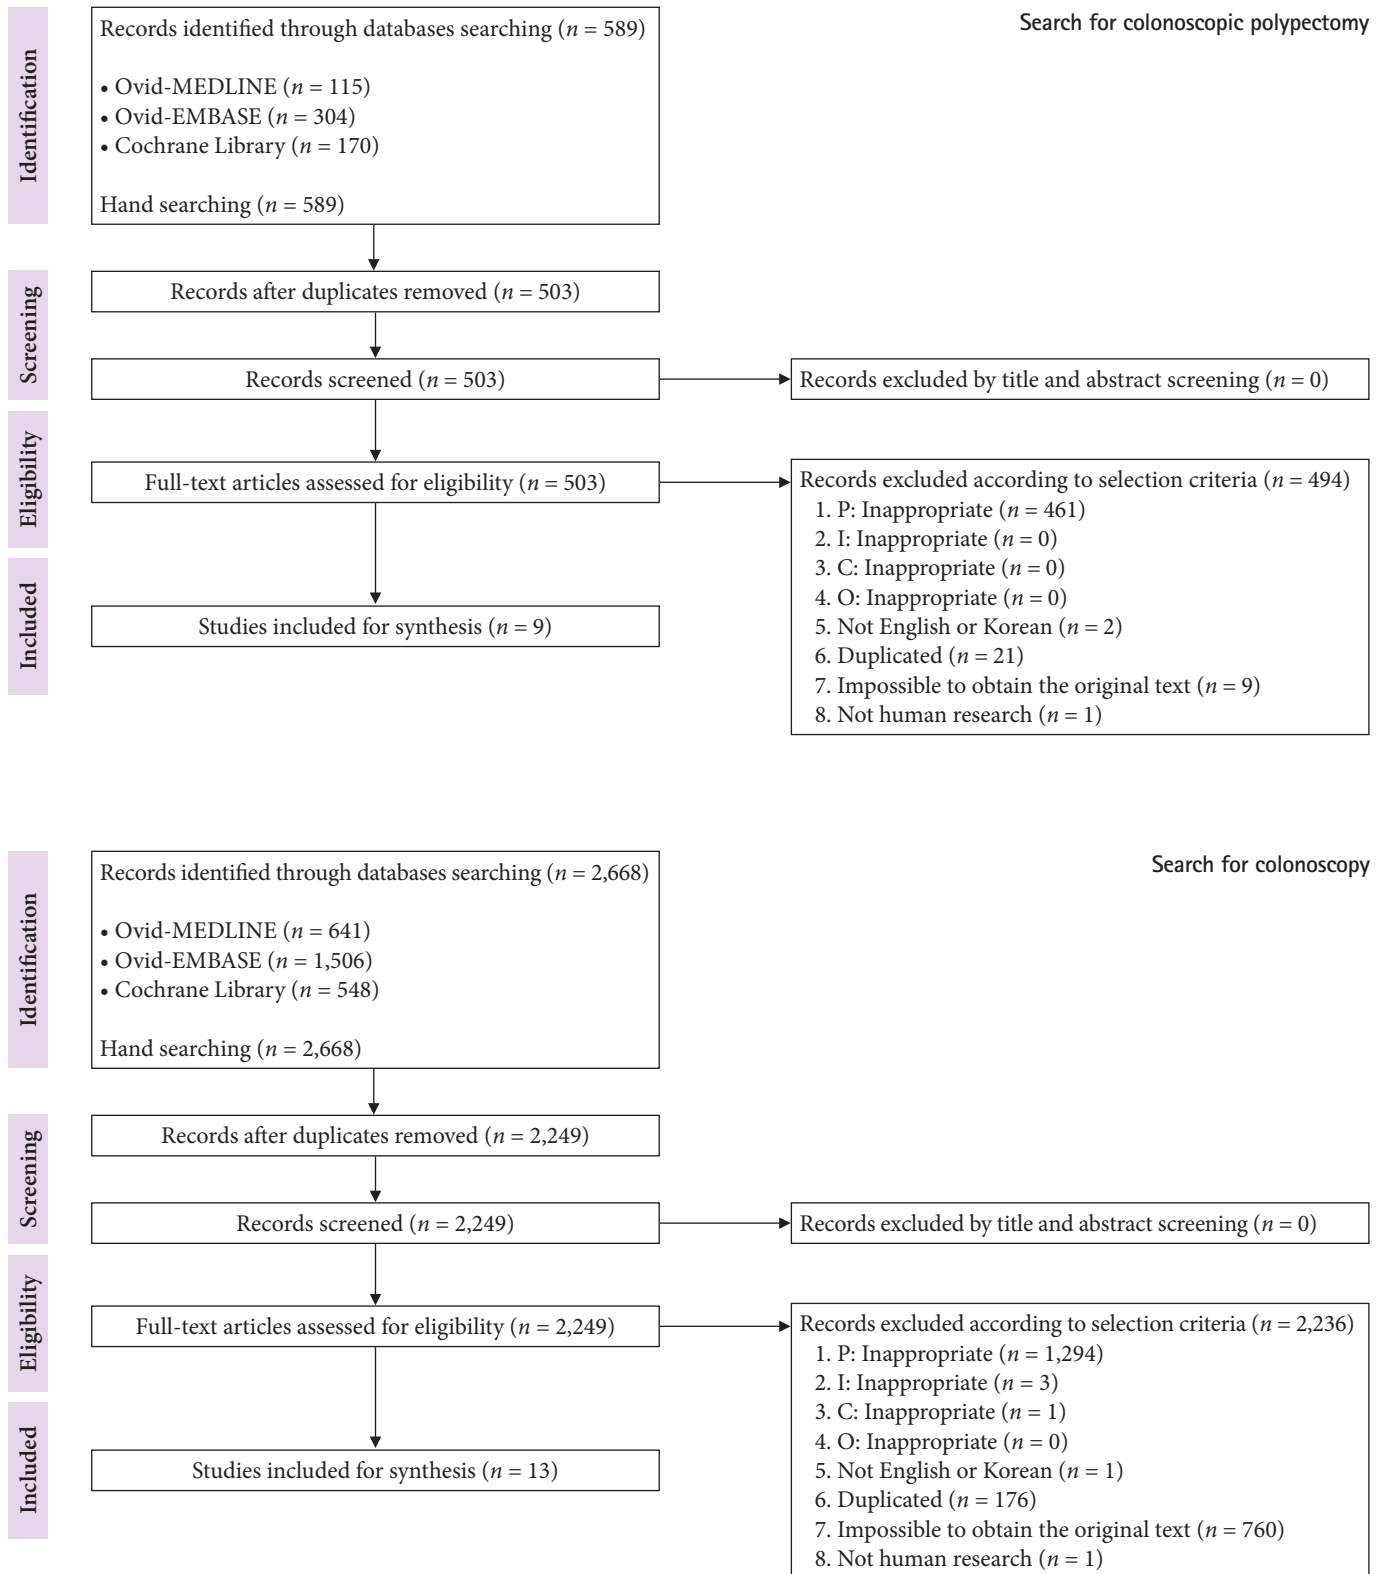 Search for colonoscopic polypectomy
Identification
Records identified through databases searching (n = 589)
• Ovid-MEDLINE (n = 115)
• Ovid-EMBASE (n = 304)
• Cochrane Library (n = 170)
Hand searching (n = 589)
Screening
Records after duplicates removed (n = 503)
Records screened (n = 503)
Records excluded by title and abstract screening (n = 0)
Eligibility
Full-text articles assessed for eligibility (n = 503)
Records excluded according to selection criteria (n = 494)
1. P: Inappropriate (n = 461)
2. I: Inappropriate (n = 0)
3. C: Inappropriate (n = 0)
4. O: Inappropriate (n = 0)
5. Not English or Korean (n = 2)
6. Duplicated (n = 21)
7. Impossible to obtain the original text (n = 9)
8. Not human research (n = 1)
Included
Studies included for synthesis (n = 9)
Search for colonoscopy
Identification
Records identified through databases searching (n = 2,668)
• Ovid-MEDLINE (n = 641)
• Ovid-EMBASE (n = 1,506)
• Cochrane Library (n = 548)
Hand searching (n = 2,668)
Screening
Records after duplicates removed (n = 2,249)
Records screened (n = 2,249)
Records excluded by title and abstract screening (n = 0)
Eligibility
Full-text articles assessed for eligibility (n = 2,249)
Records excluded according to selection criteria (n = 2,236)
1. P: Inappropriate (n = 1,294)
2. I: Inappropriate (n = 3)
3. C: Inappropriate (n = 1)
4. O: Inappropriate (n = 0)
5. Not English or Korean (n = 1)
6. Duplicated (n = 176)
7. Impossible to obtain the original text (n = 760)
8. Not human research (n = 1)
Included
Studies included for synthesis (n = 13)